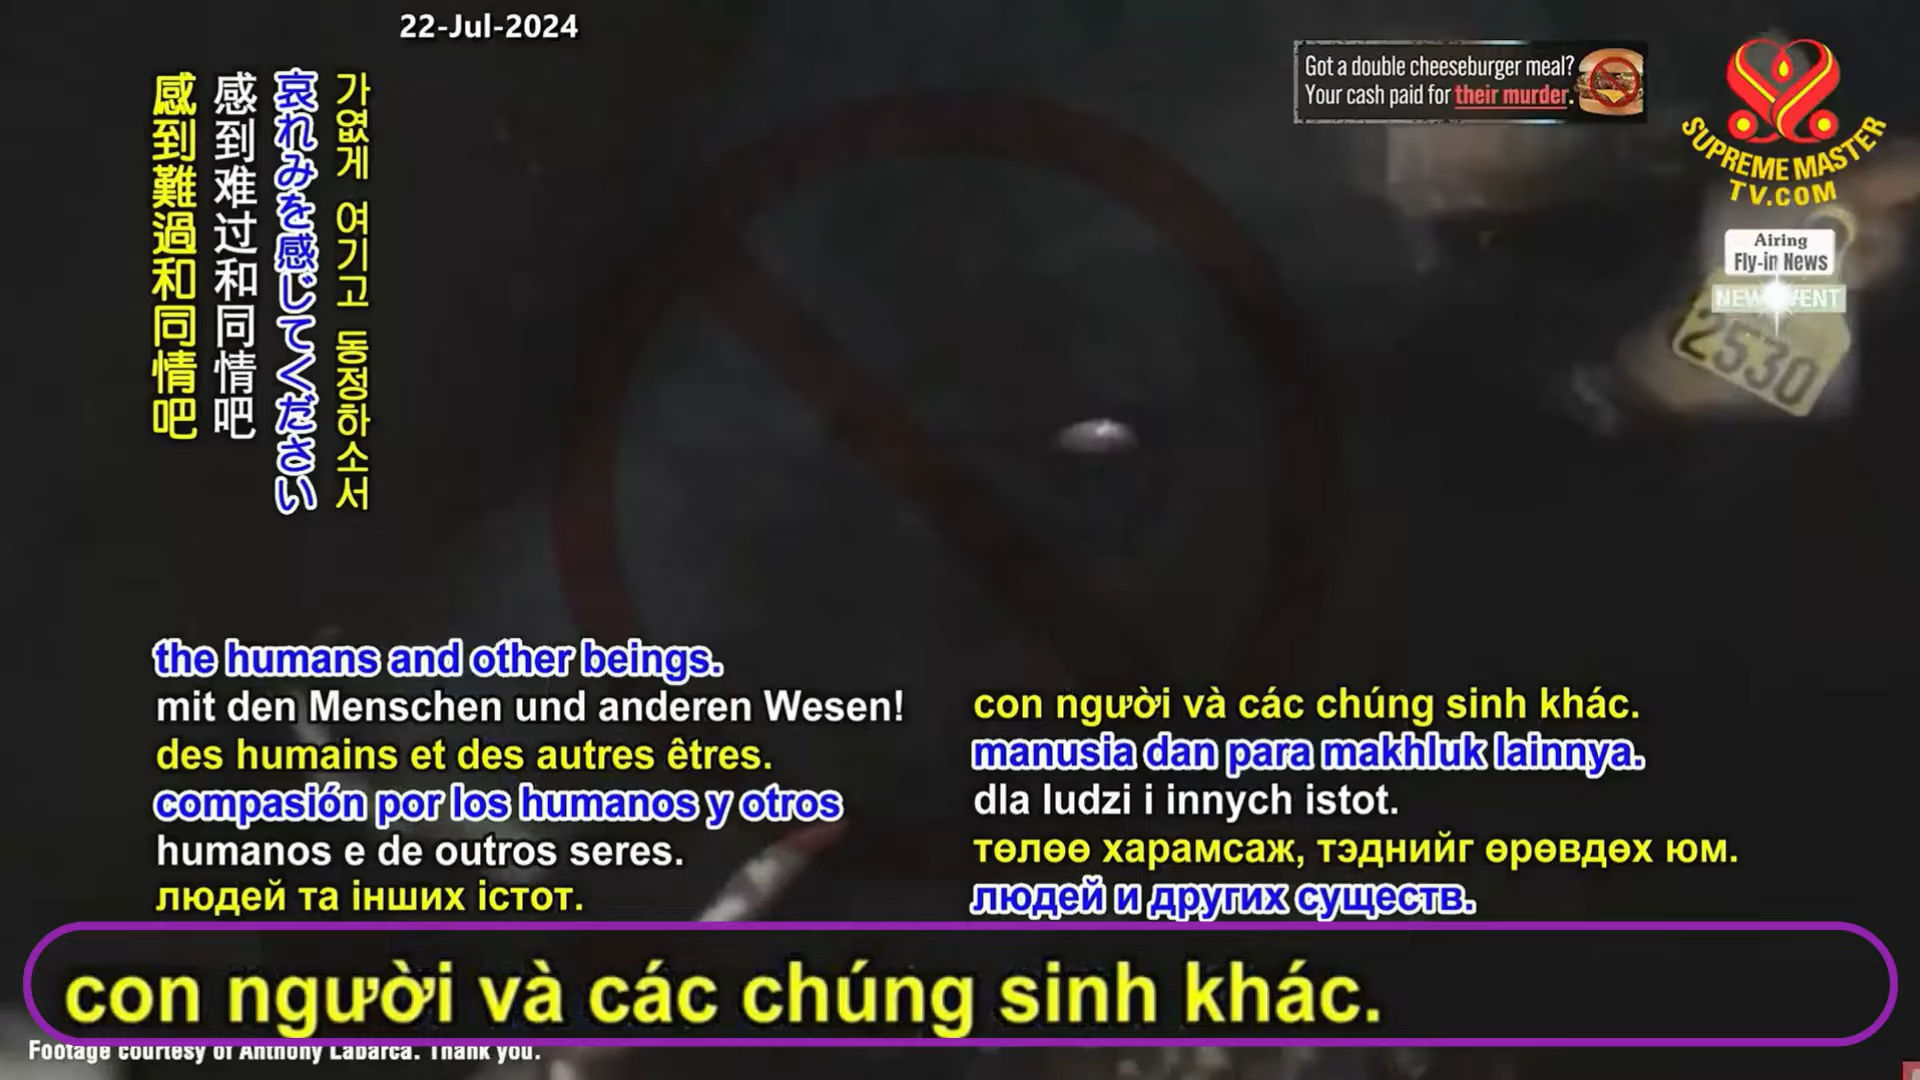 22-Jul-2024
Got a double cheeseburger meal?
Your cash paid for their murder.
SUPREME MASTER
TV.COM
Airing
Fly-in News
2530
感到難過和同情吧
感到难过和同情吧
哀れみを感じてください
가엾게 여기고 동정하소서
the humans and other beings.
mit den Menschen und anderen Wesen!
des humains et des autres êtres.
compasión por los humanos y otros
humanos e de outros seres.
людей та інших істот.
con người và các chúng sinh khác.
manusia dan para makhluk lainnya.
dla ludzi i innych istot.
төлөө харамсаж, тэднийг өрөвдөх юм.
людей и других существ.
con người và các chúng sinh khác.
Footage courtesy of Anthony Labarca. Thank you.